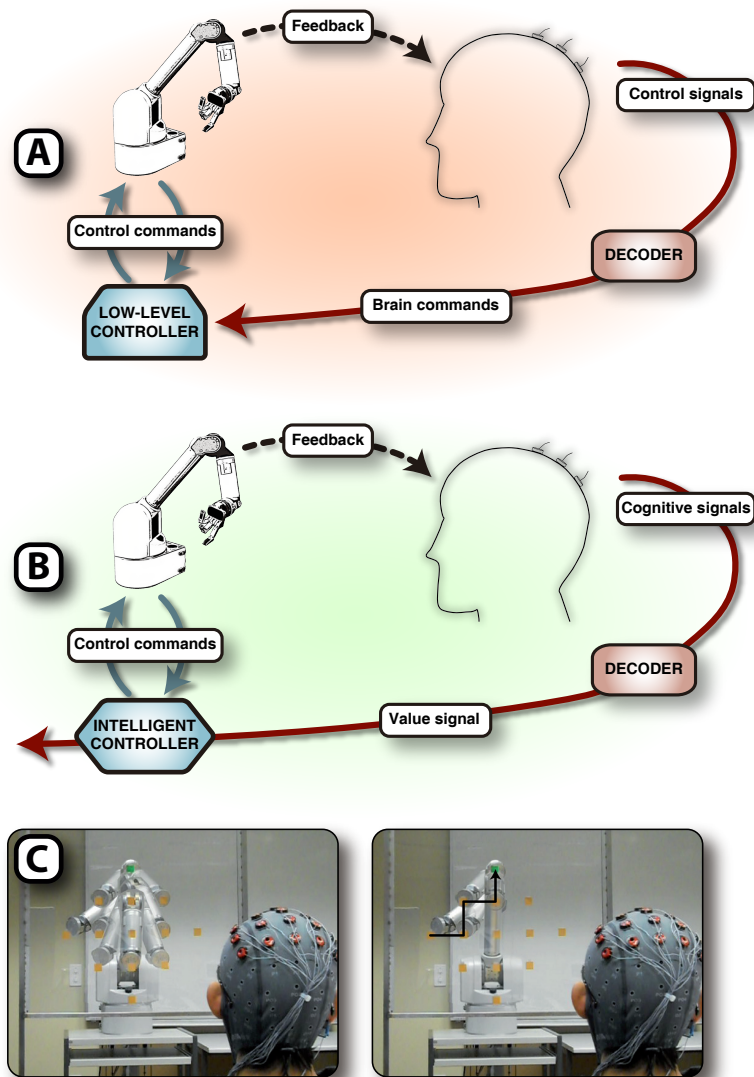 Feedback
Control signals
A
Control commands
DECODER
LOW-LEVEL
CONTROLLER
Brain commands
Feedback
Cognitive signals
B
Control commands
DECODER
INTELLIGENT
CONTROLLER
Value signal
C